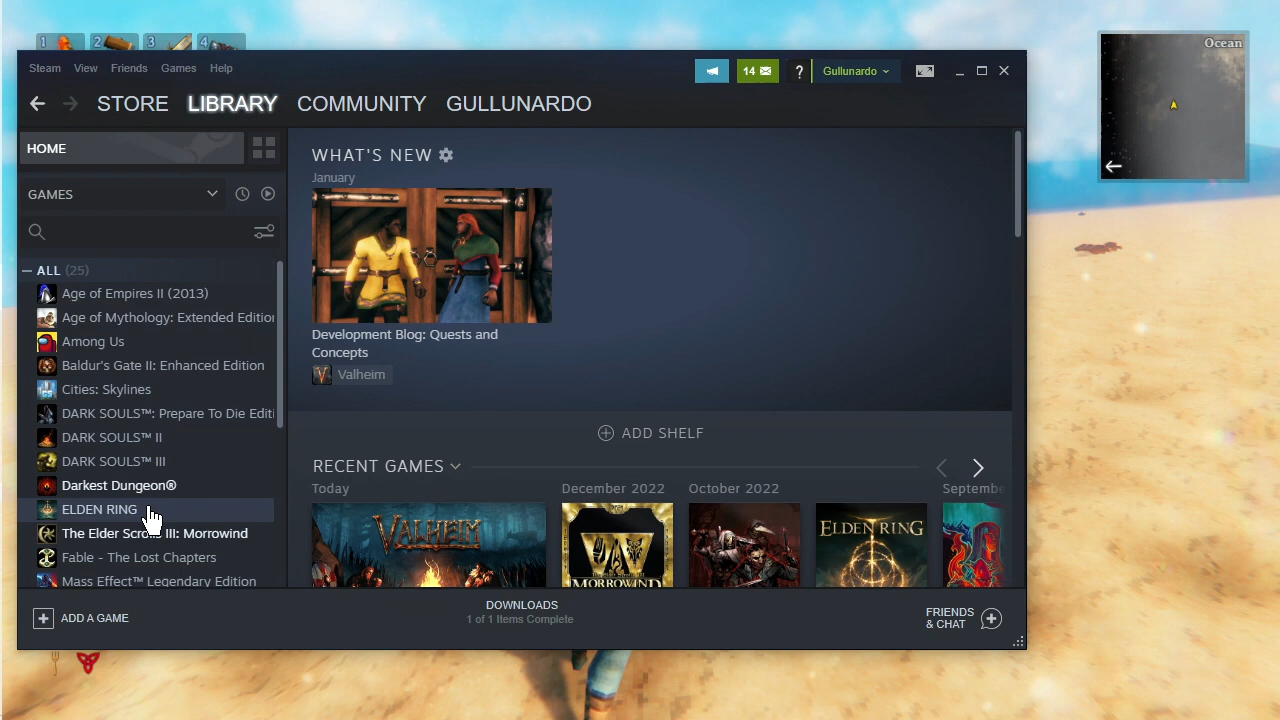 1 2 3 4
Ocean
Steam View Friends Games Help
14 ? Gullunardo
STORE LIBRARY COMMUNITY GULLUNARDO
HOME
GAMES
ALL (25)
Age of Empires II (2013)
Age of Mythology: Extended Edition
Among Us
Baldur's Gate II: Enhanced Edition
Cities: Skylines
DARK SOULS™: Prepare To Die Editi
DARK SOULS™ II
DARK SOULS™ III
Darkest Dungeon®
ELDEN RING
The Elder Scrolls III: Morrowind
Fable - The Lost Chapters
Mass Effect™ Legendary Edition
WHAT'S NEW
January
Development Blog: Quests and
Concepts
Valheim
ADD SHELF
RECENT GAMES
Today
December 2022
October 2022
Septembe
VALHEIM
MORROWIND
ELDEN RING
ADD A GAME
DOWNLOADS
1 of 1 Items Complete
FRIENDS
& CHAT